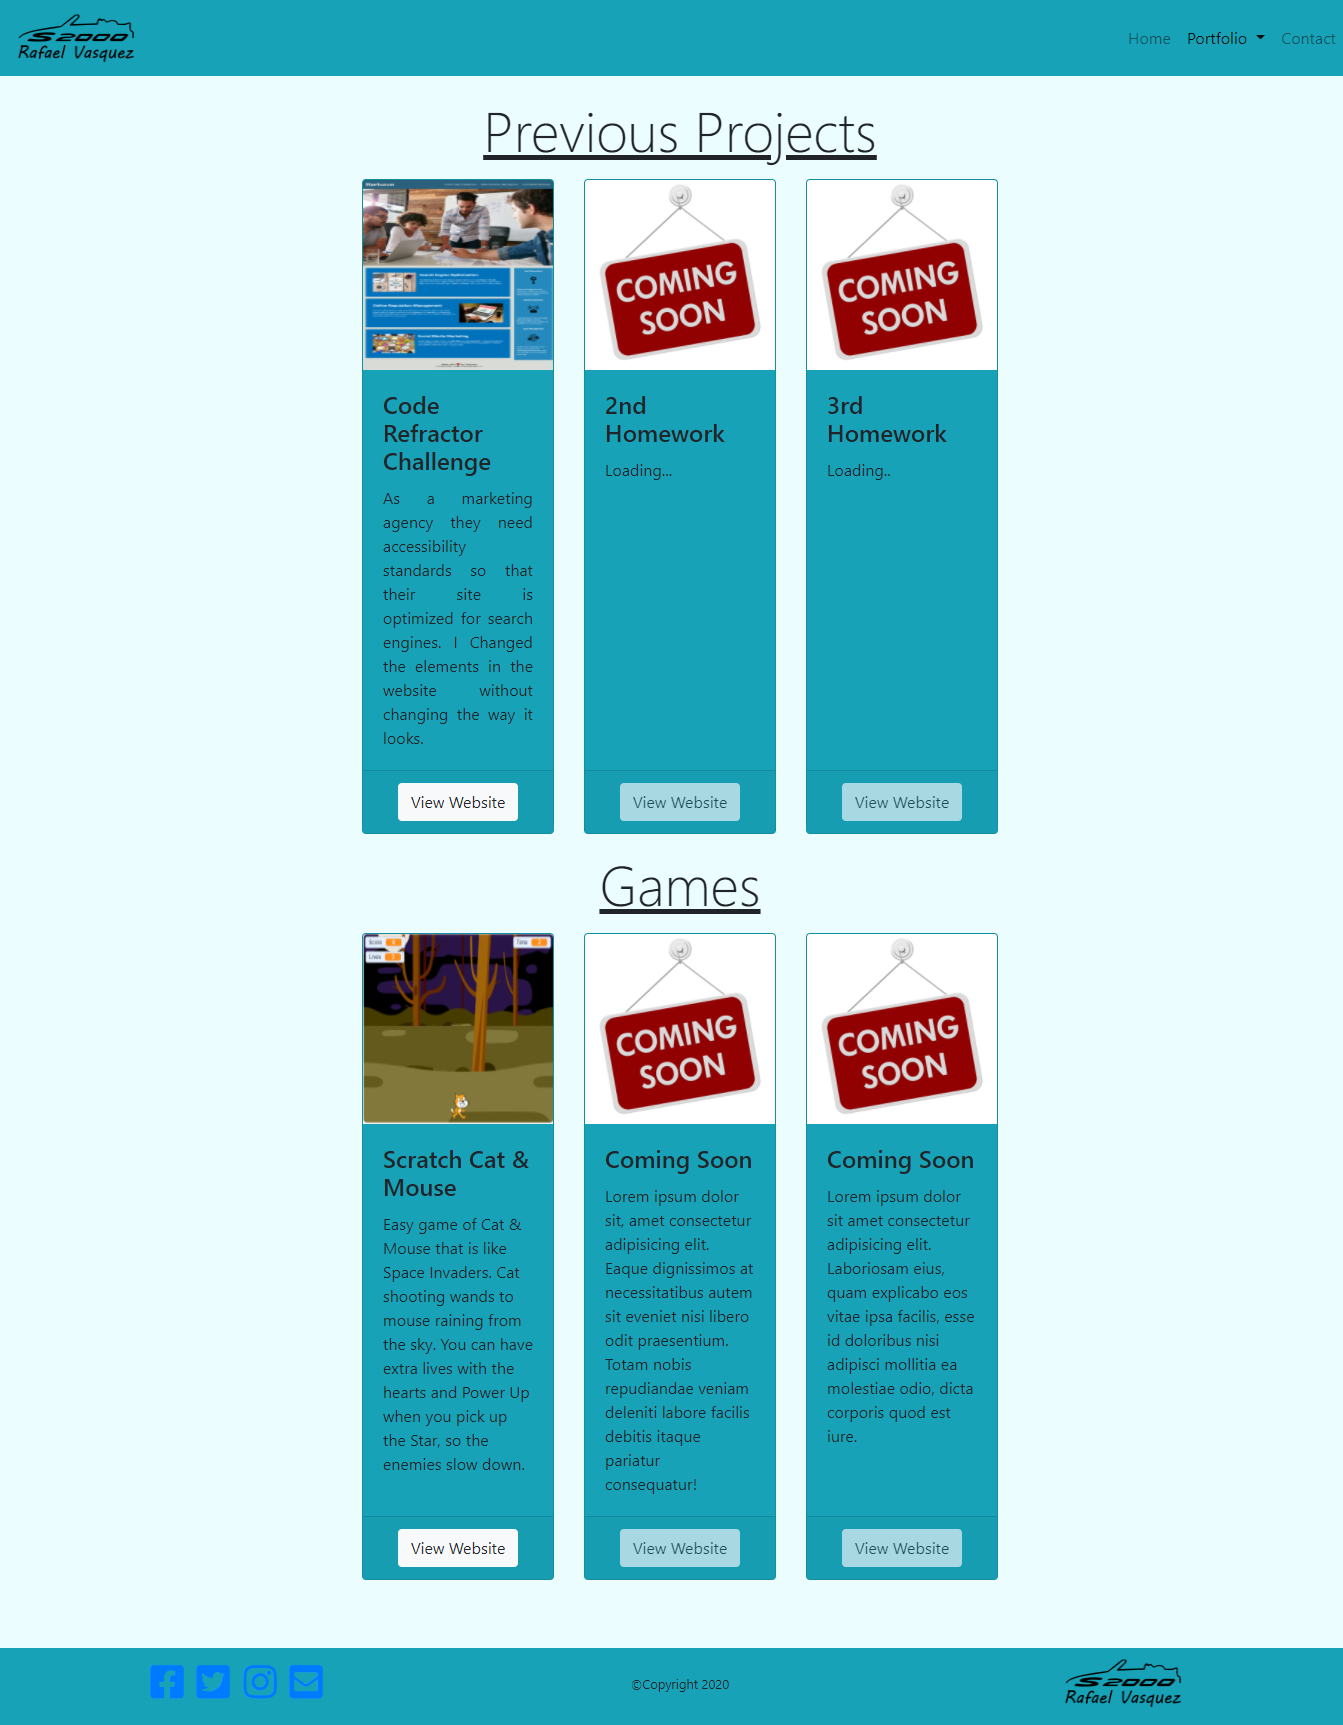 S2000
Rafael Vasquez
Home Portfolio Contact
Previous Projects
COMING
SOON
COMING
SOON
Code
Refractor
Challenge
As a marketing
agency they need
accessibility
standards so that
their site is
optimized for search
engines. I Changed
the elements in the
website without
changing the way it
looks.
View Website
2nd
Homework
Loading...
View Website
3rd
Homework
Loading..
View Website
Games
Score
Time
Lives 3
COMING
SOON
COMING
SOON
Scratch Cat &
Mouse
Easy game of Cat &
Mouse that is like
Space Invaders. Cat
shooting wands to
mouse raining from
the sky. You can have
extra lives with the
hearts and Power Up
when you pick up
the Star, so the
enemies slow down.
View Website
Coming Soon
Lorem ipsum dolor
sit, amet consectetur
adipisicing elit.
Eaque dignissimos at
necessitatibus autem
sit eveniet nisi libero
odit praesentium.
Totam nobis
repudiandae veniam
deleniti labore facilis
debitis itaque
pariatur
consequatur!
View Website
Coming Soon
Lorem ipsum dolor
sit amet consectetur
adipisicing elit.
Laboriosam eius,
quam explicabo eos
vitae ipsa facilis, esse
id doloribus nisi
adipisci mollitia ea
molestiae odio, dicta
corporis quod est
iure.
View Website
©Copyright 2020
S2000
Rafael Vasquez